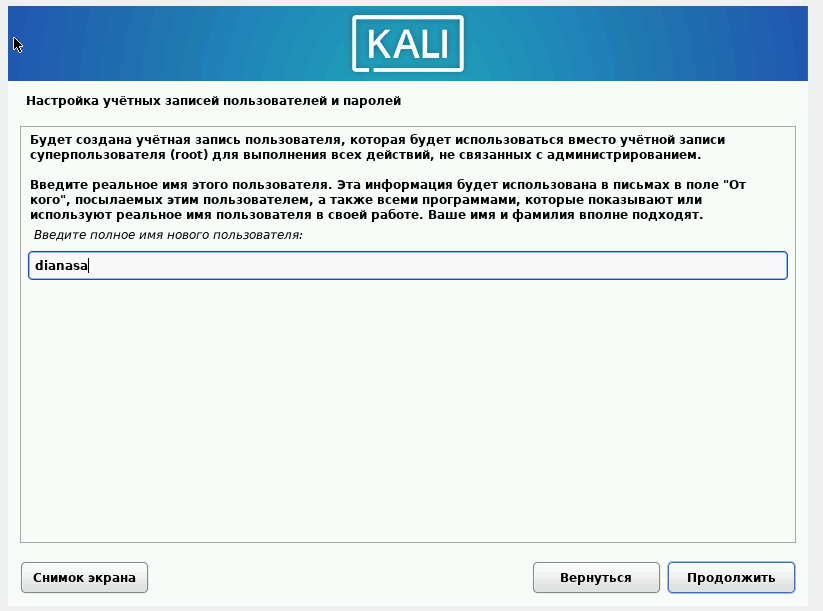 KALI
Настройка учётных записей пользователей и паролей
Будет создана учётная запись пользователя, которая будет использоваться вместо учётной записи
суперпользователя (root) для выполнения всех действий, не связанных с администрированием.
Введите реальное имя этого пользователя. Эта информация будет использована в письмах в поле "От
кого", посылаемых этим пользователем, а также всеми программами, которые показывают или
используют реальное имя пользователя в своей работе. Ваше имя и фамилия вполне подходят.
Введите полное имя нового пользователя:
dianasa
Снимок экрана
Вернуться
Продолжить